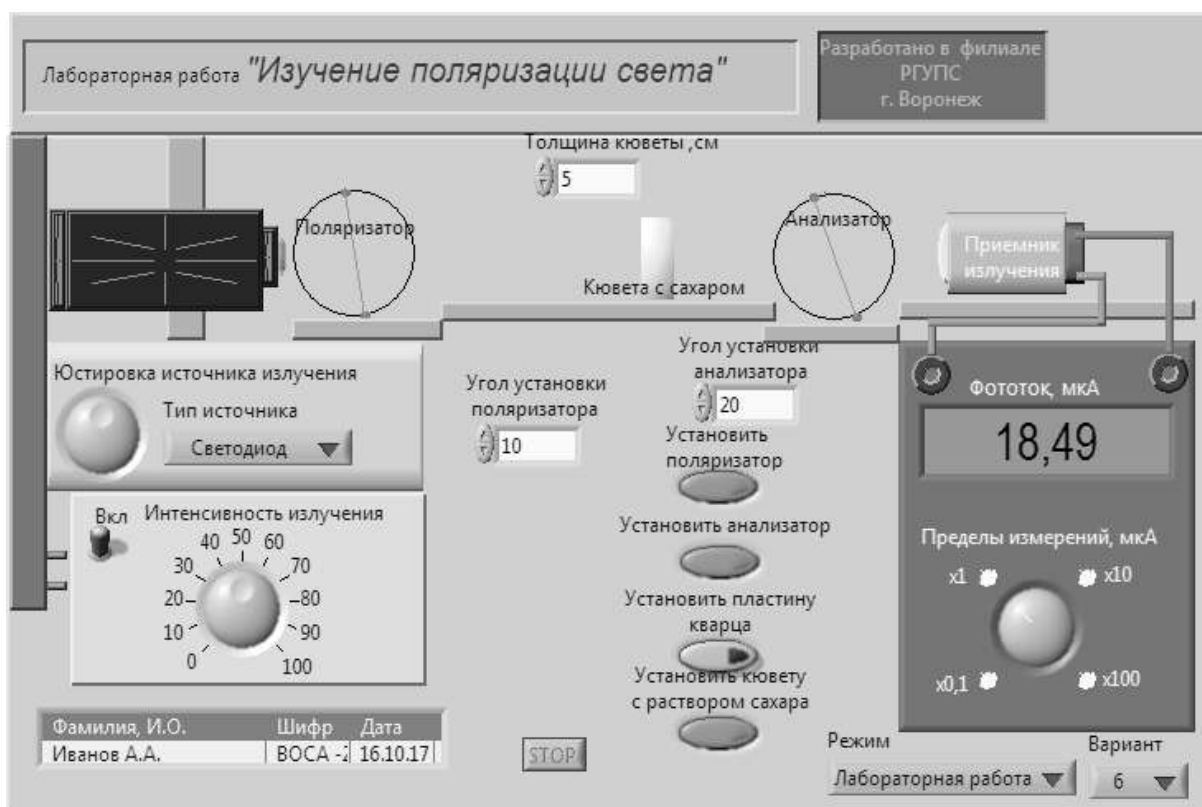 Лабораторная работа "Изучение поляризации света"
Разработано в филиале
РГУПС
г. Воронеж
Толщина кюветы ,см
5
Поляризатор
Анализатор
Приемник
излучения
Кювета с сахаром
Юстировка источника излучения
Тип источника
Светодиод
Угол установки
поляризатора
10
Угол установки
анализатора
20
Установить
поляризатор
Установить анализатор
Установить пластину
кварца
Установить кювету
с раствором сахара
Фототок, мкА
18,49
Пределы измерений, мкА
x1
x10
x0,1
x100
Вкл
Интенсивность излучения
0
10
20
30
40
50
60
70
80
90
100
Фамилия, И.О. Шифр Дата
Иванов А.А. ВОСА -2 16.10.17
STOP
Режим
Лабораторная работа
Вариант
6